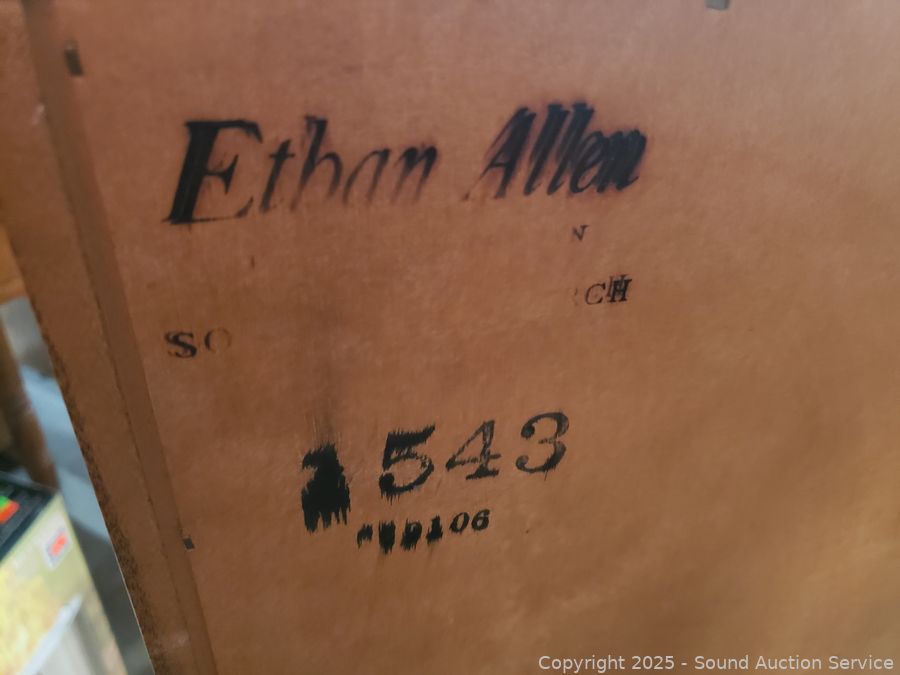 Ethan Allen
N
CH
SO
543
106
Copyright © 2025 - Sound Auction Service